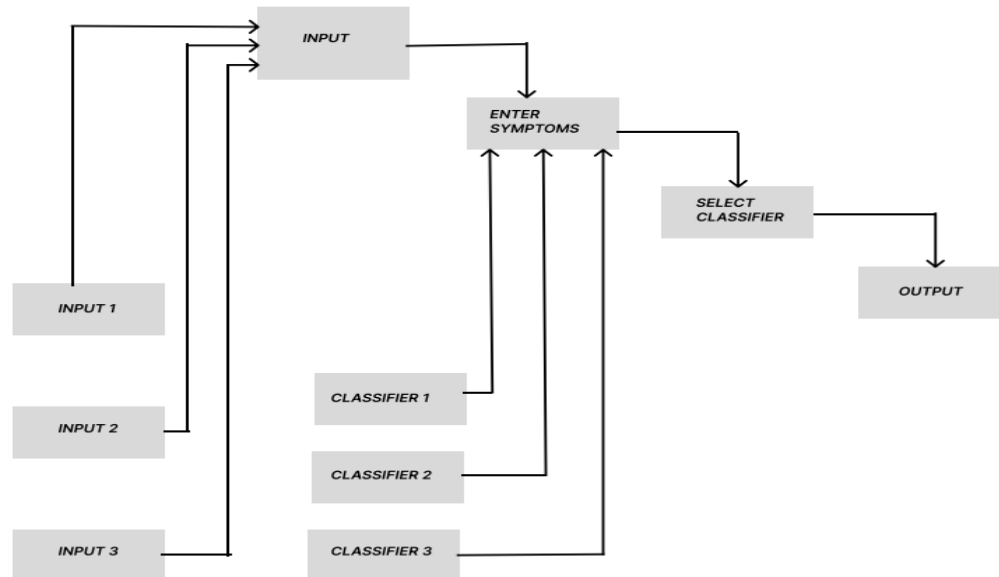 INPUT
ENTER
SYMPTOMS
SELECT
CLASSIFIER
OUTPUT
INPUT 1
INPUT 2
INPUT 3
CLASSIFIER 1
CLASSIFIER 2
CLASSIFIER 3